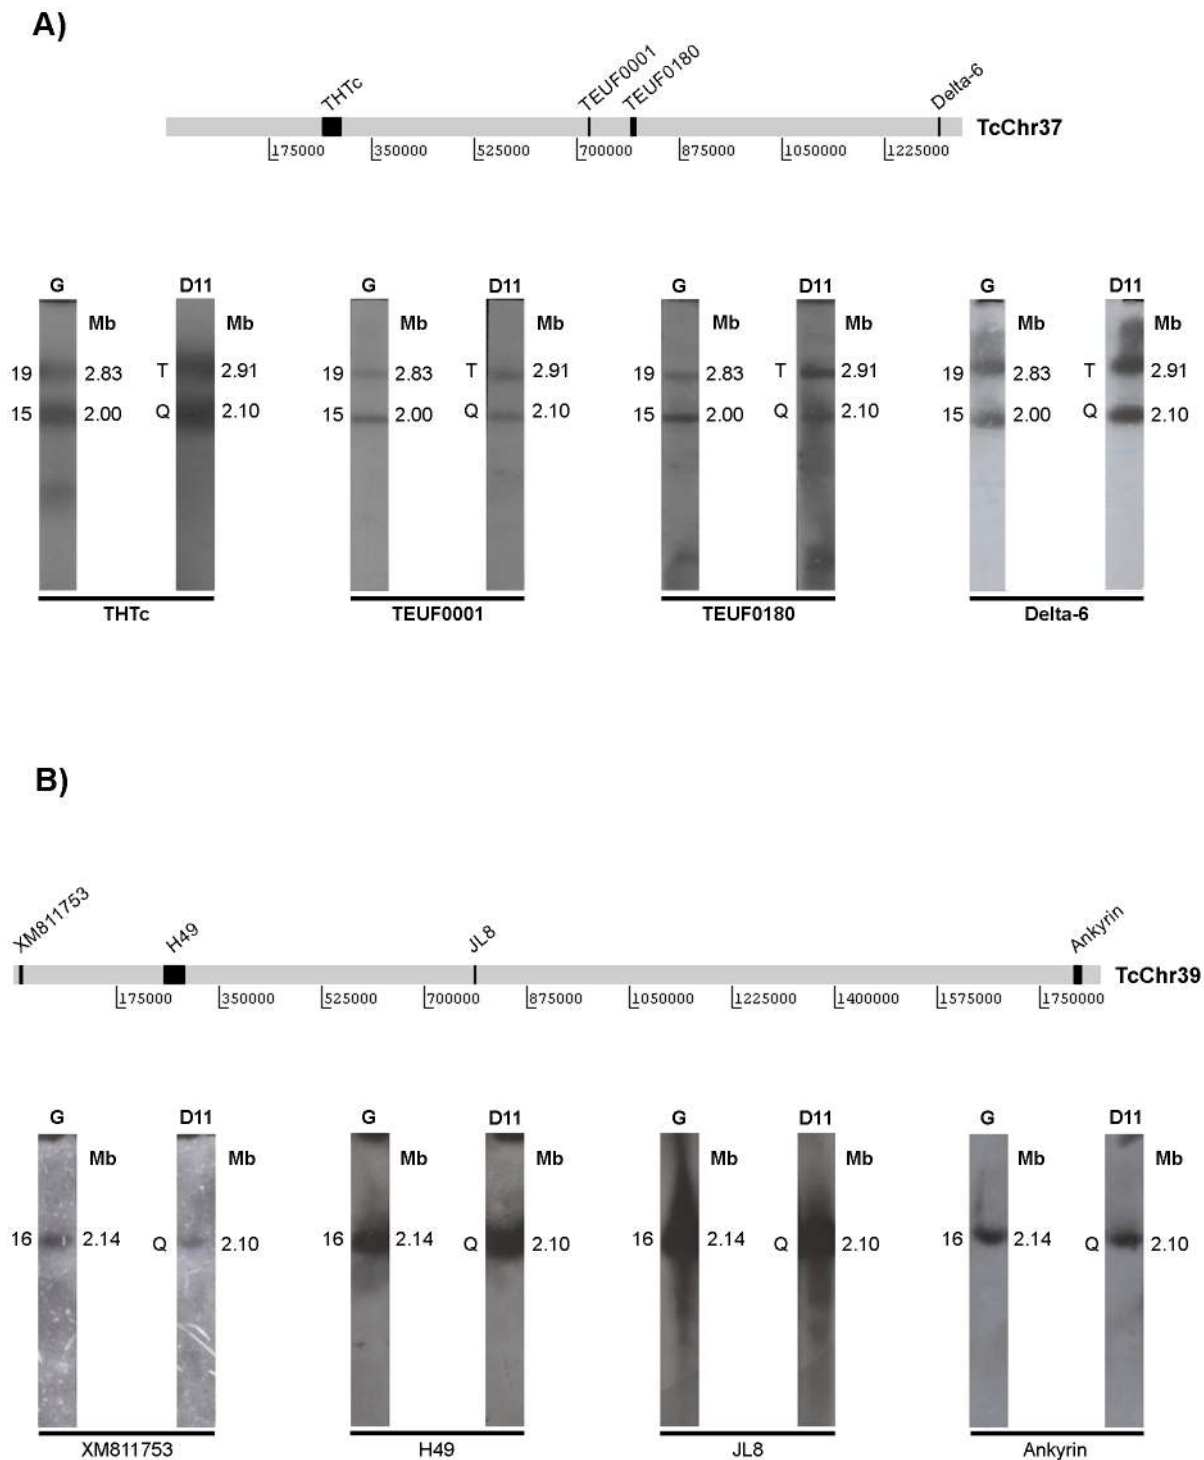 A)
THTc TEUF0001 TEUF0180 Delta-6
TcChr37
175000 350000 525000 700000 875000 1050000 1225000
G D11 G D11 G D11 G D11
Mb Mb Mb Mb Mb Mb Mb Mb
19 2.83 T 2.91 19 2.83 T 2.91 19 2.83 T 2.91 19 2.83 T 2.91
15 2.00 Q 2.10 15 2.00 Q 2.10 15 2.00 Q 2.10 15 2.00 Q 2.10
THTc TEUF0001 TEUF0180 Delta-6
B)
XM811753 H49 JL8 Ankyrin
TcChr39
175000 350000 525000 700000 875000 1050000 1225000 1400000 1575000 1750000
G D11 G D11 G D11 G D11
Mb Mb Mb Mb Mb Mb Mb Mb
16 2.14 Q 2.10 16 2.14 Q 2.10 16 2.14 Q 2.10 16 2.14 Q 2.10
XM811753 H49 JL8 Ankyrin